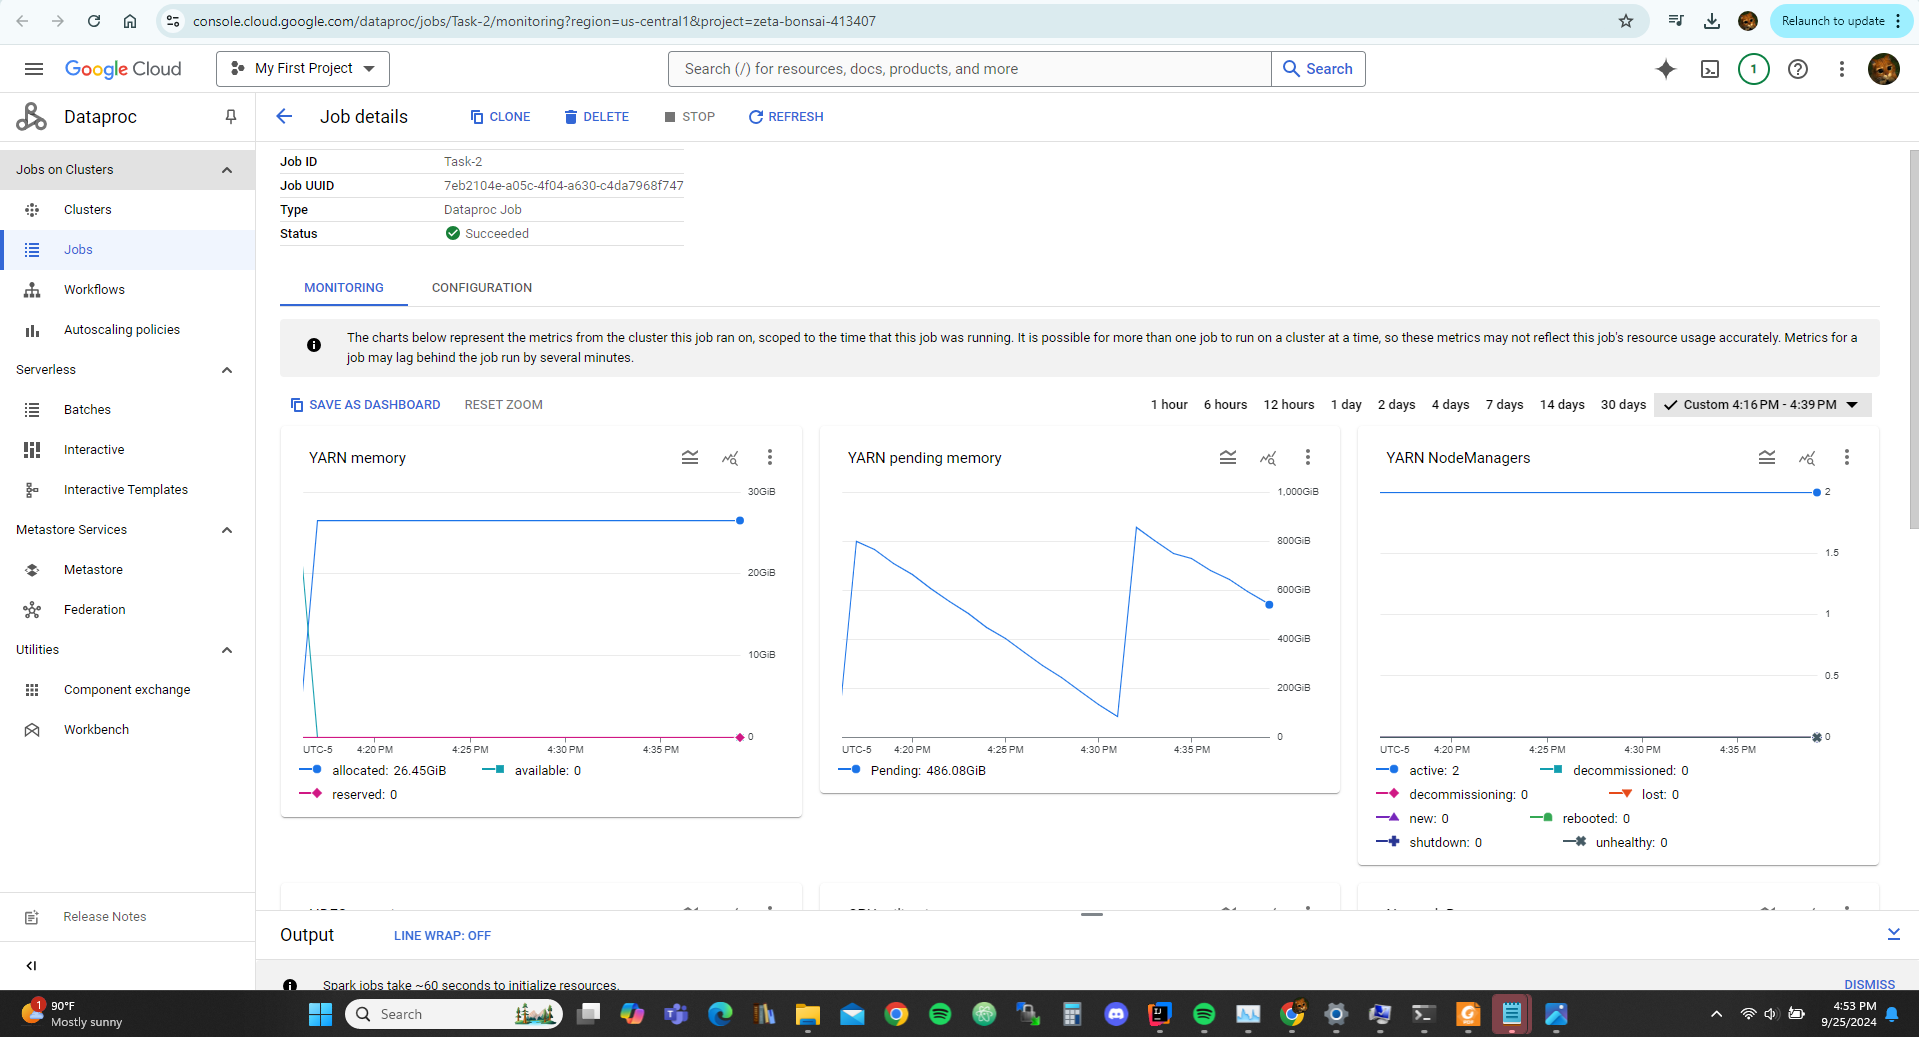 console.cloud.google.com/dataproc/jobs/Task-2/monitoring?region=us-central1&project=zeta-bonsai-413407
Relaunch to update
Google Cloud
My First Project
Search (/) for resources, docs, products, and more
Search
1
Dataproc
Job details
CLONE
DELETE
STOP
REFRESH
Jobs on Clusters
Clusters
Jobs
Workflows
Autoscaling policies
Serverless
Batches
Interactive
Interactive Templates
Metastore Services
Metastore
Federation
Utilities
Component exchange
Workbench
Release Notes
Job ID Task-2
Job UUID 7eb2104e-a05c-4f04-a630-c4da7968f747
Type Dataproc Job
Status Succeeded
MONITORING
CONFIGURATION
The charts below represent the metrics from the cluster this job ran on, scoped to the time that this job was running. It is possible for more than one job to run on a cluster at a time, so these metrics may not reflect this job's resource usage accurately. Metrics for a
job may lag behind the job run by several minutes.
SAVE AS DASHBOARD
RESET ZOOM
1 hour 6 hours 12 hours 1 day 2 days 4 days 7 days 14 days 30 days Custom 4:16 PM - 4:39 PM
YARN memory
30GiB
20GiB
10GiB
0
UTC-5 4:20 PM 4:25 PM 4:30 PM 4:35 PM
allocated: 26.45GiB available: 0
reserved: 0
YARN pending memory
1,000GiB
800GiB
600GiB
400GiB
200GiB
0
UTC-5 4:20 PM 4:25 PM 4:30 PM 4:35 PM
Pending: 486.08GiB
YARN NodeManagers
2
1.5
1
0.5
0
UTC-5 4:20 PM 4:25 PM 4:30 PM 4:35 PM
active: 2 decommissioned: 0
decommissioning: 0 lost: 0
new: 0 rebooted: 0
shutdown: 0 unhealthy: 0
Output
LINE WRAP: OFF
Spark jobs take ~60 seconds to initialize resources.
DISMISS
1
90°F
Mostly sunny
Search
4:53 PM
9/25/2024